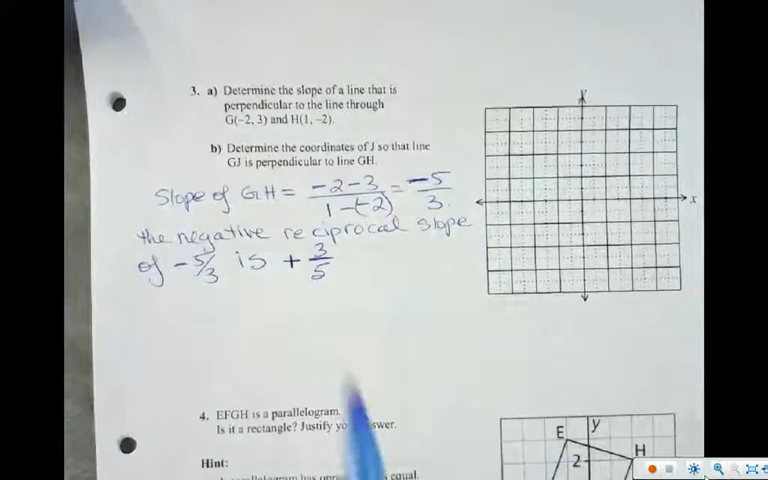 3. a) Determine the slope of a line that is
perpendicular to the line through
G(–2, 3) and H(1, –2).
b) Determine the coordinates of J so that line
GJ is perpendicular to line GH.
Slope of GH = -2-3 / 1-(-2) = -5 / 3.
the negative reciprocal slope
of -5/3 is + 3/5
y
x
4. EFGH is a parallelogram.
Is it a rectangle? Justify
Hint:
equal.
E
y
H
2